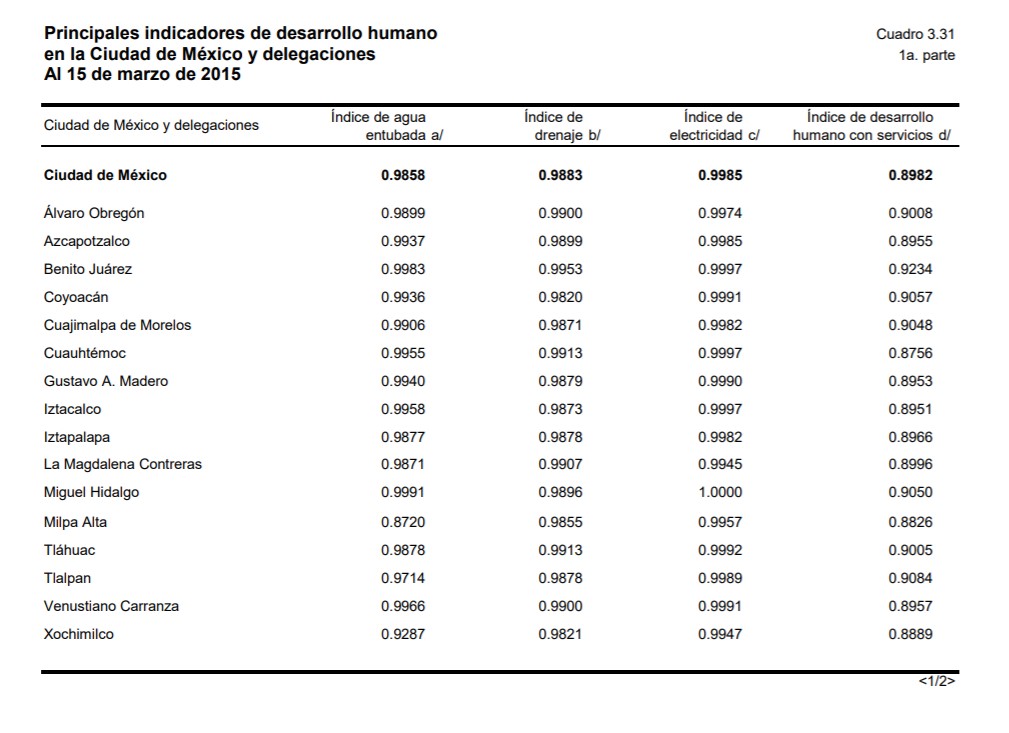 Principales indicadores de desarrollo humano
en la Ciudad de México y delegaciones
Al 15 de marzo de 2015
Cuadro 3.31
1a. parte
Ciudad de México y delegaciones
Índice de agua
entubada a/
Índice de
drenaje b/
Índice de
electricidad c/
Índice de desarrollo
humano con servicios d/
Ciudad de México 0.9858 0.9883 0.9985 0.8982
Álvaro Obregón 0.9899 0.9900 0.9974 0.9008
Azcapotzalco 0.9937 0.9899 0.9985 0.8955
Benito Juárez 0.9983 0.9953 0.9997 0.9234
Coyoacán 0.9936 0.9820 0.9991 0.9057
Cuajimalpa de Morelos 0.9906 0.9871 0.9982 0.9048
Cuauhtémoc 0.9955 0.9913 0.9997 0.8756
Gustavo A. Madero 0.9940 0.9879 0.9990 0.8953
Iztacalco 0.9958 0.9873 0.9997 0.8951
Iztapalapa 0.9877 0.9878 0.9982 0.8966
La Magdalena Contreras 0.9871 0.9907 0.9945 0.8996
Miguel Hidalgo 0.9991 0.9896 1.0000 0.9050
Milpa Alta 0.8720 0.9855 0.9957 0.8826
Tláhuac 0.9878 0.9913 0.9992 0.9005
Tlalpan 0.9714 0.9878 0.9989 0.9084
Venustiano Carranza 0.9966 0.9900 0.9991 0.8957
Xochimilco 0.9287 0.9821 0.9947 0.8889
<1/2>